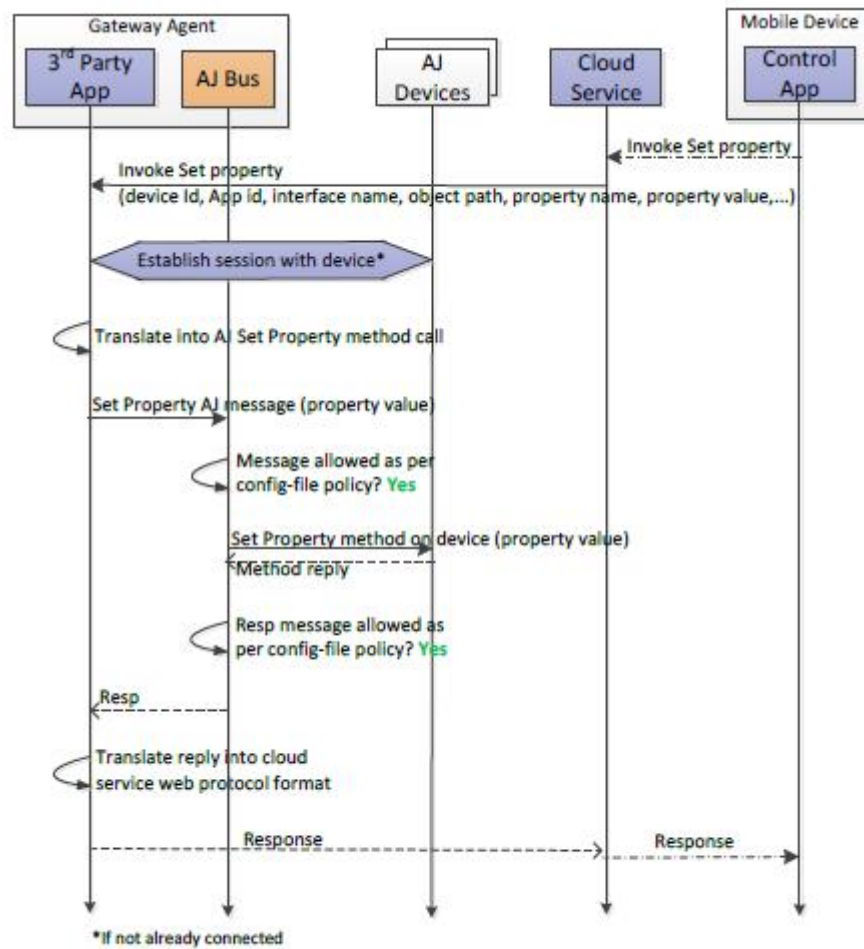 Gateway Agent
Mobile Device
3rd Party
App
AJ Bus
AJ
Devices
Cloud
Service
Control
App
Invoke Set property
Invoke Set property
(device Id, App id, interface name, object path, property name, property value,...)
Establish session with device*
Translate into AJ Set Property method call
Set Property AJ message (property value)
Message allowed as per
config-file policy? Yes
Set Property method on device (property value)
Method reply
Resp message allowed as
per config-file policy? Yes
Resp
Translate reply into cloud
service web protocol format
Response
Response
*If not already connected